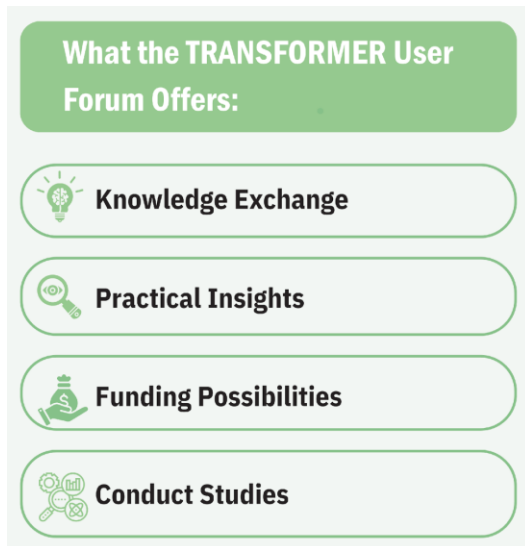 What the TRANSFORMER User
Forum Offers:
Knowledge Exchange
Practical Insights
Funding Possibilities
Conduct Studies